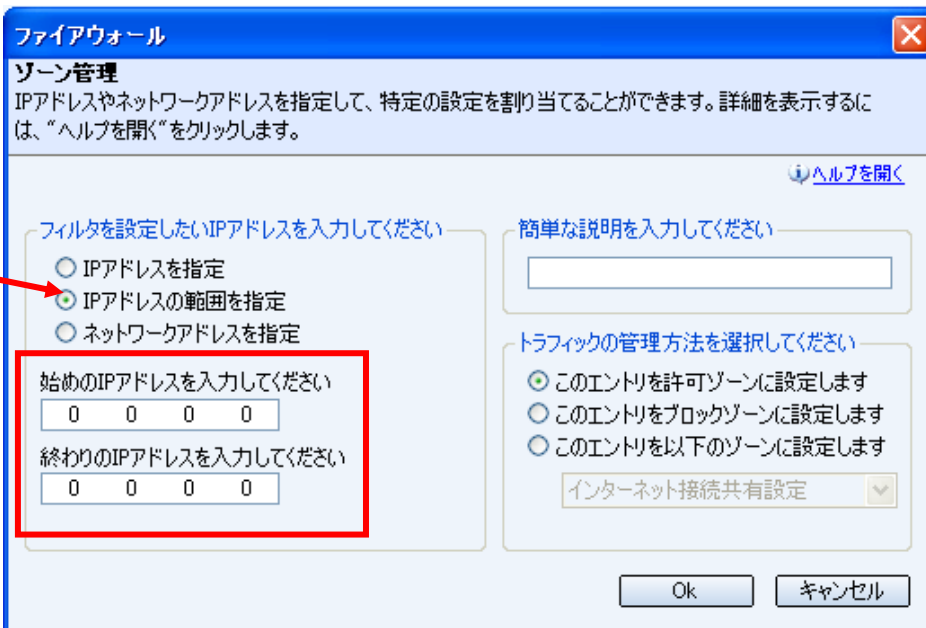 ファイアウォール
ゾーン管理
IPアドレスやネットワークアドレスを指定して、特定の設定を割り当てることができます。詳細を表示するに
は、“ヘルプを開く”をクリックします。
ヘルプを開く
フィルタを設定したいIPアドレスを入力してください
IPアドレスを指定
IPアドレスの範囲を指定
ネットワークアドレスを指定
始めのIPアドレスを入力してください
0 0 0 0
終わりのIPアドレスを入力してください
0 0 0 0
簡単な説明を入力してください
トラフィックの管理方法を選択してください
このエントリを許可ゾーンに設定します
このエントリをブロックゾーンに設定します
このエントリを以下のゾーンに設定します
インターネット接続共有設定
Ok
キャンセル